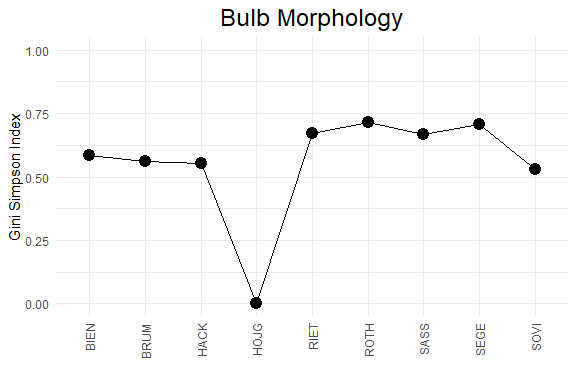 Bulb Morphology
Gini Simpson Index
1.00
0.75
0.50
0.25
0.00
BIEN
BRUM
HACK
HOJG
RIET
ROTH
SASS
SEGE
SOVI